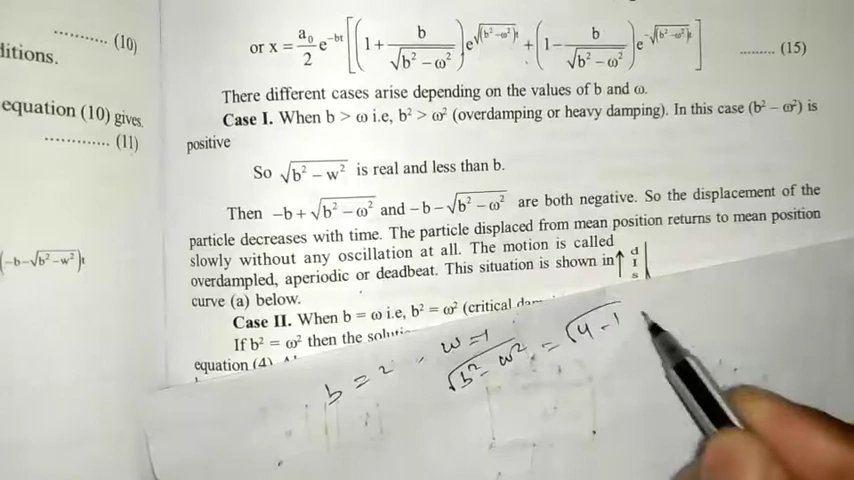 .......... (10)
ditions.
equation (10) gives.
............. (11)
(−b−√b²−w²)t
or x = a₀/2 e^−bt [(1 + b/√b² − ω²) e^√(b²−ω²)t + (1 − b/√b² − ω²) e^−√(b²−ω²)t] ......... (15)
There different cases arise depending on the values of b and ω.
Case I. When b > ω i.e, b² > ω² (overdamping or heavy damping). In this case (b² − ω²) is
positive
So √b² − w² is real and less than b.
Then −b + √b² − ω² and −b − √b² − ω² are both negative. So the displacement of the
particle decreases with time. The particle displaced from mean position returns to mean position
slowly without any oscillation at all. The motion is called
overdamped, aperiodic or deadbeat. This situation is shown in
curve (a) below.
d
I
s
Case II. When b = ω i.e, b² = ω² (critical
If b² = ω² then the
equation (4).
b = 2 w = 1
√b² − w² = √4 − 1